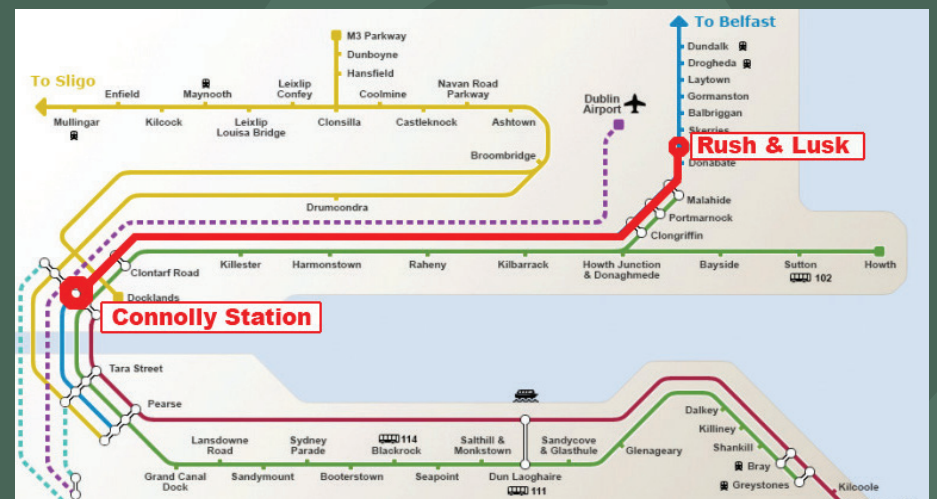 To Belfast
M3 Parkway
Dunboyne
Hansfield
To Sligo
Enfield
Maynooth
Leixlip
Confey
Coolmine
Navan Road
Parkway
Mullingar
Kilcock
Leixlip
Louisa Bridge
Clonsilla
Castleknock
Ashtown
Broombridge
Drumcondra
Dublin
Airport
Dundalk
Drogheda
Laytown
Gormanston
Balbriggan
Skerries
Rush & Lusk
Donabate
Malahide
Portmarnock
Clongriffin
Clontarf Road
Killester
Harmonstown
Raheny
Kilbarrack
Howth Junction
& Donaghmede
Bayside
Sutton
102
Howth
Docklands
Connolly Station
Tara Street
Pearse
Lansdowne
Road
Sydney
Parade
114
Blackrock
Salthill &
Monkstown
Sandycove
& Glasthule
Grand Canal
Dock
Sandymount
Booterstown
Seapoint
Dun Laoghaire
111
Glenageary
Dalkey
Killiney
Shankill
Bray
Greystones
Kilcoole